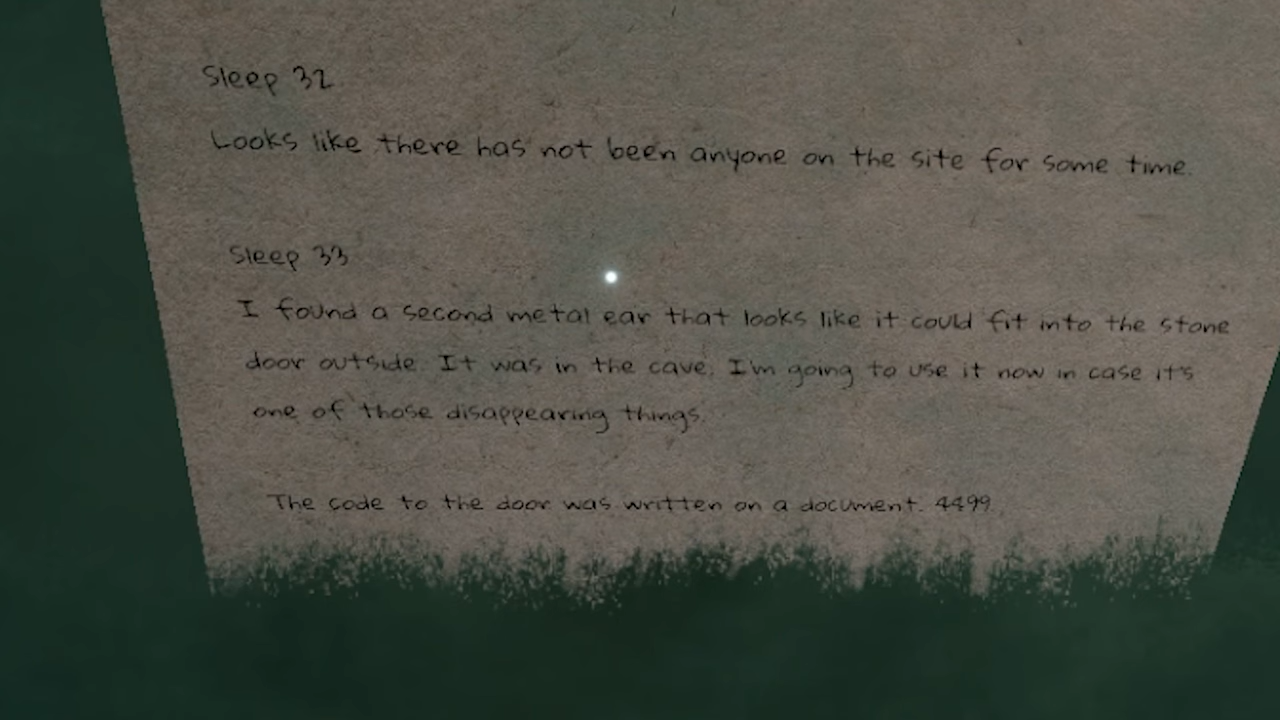 Sleep 32
Looks like there has not been anyone on the site for some time.
Sleep 33
I found a second metal ear that looks like it could fit into the stone
door outside. It was in the cave. I'm going to use it now in case it's
one of those disappearing things.
The code to the door was written on a document. 4499